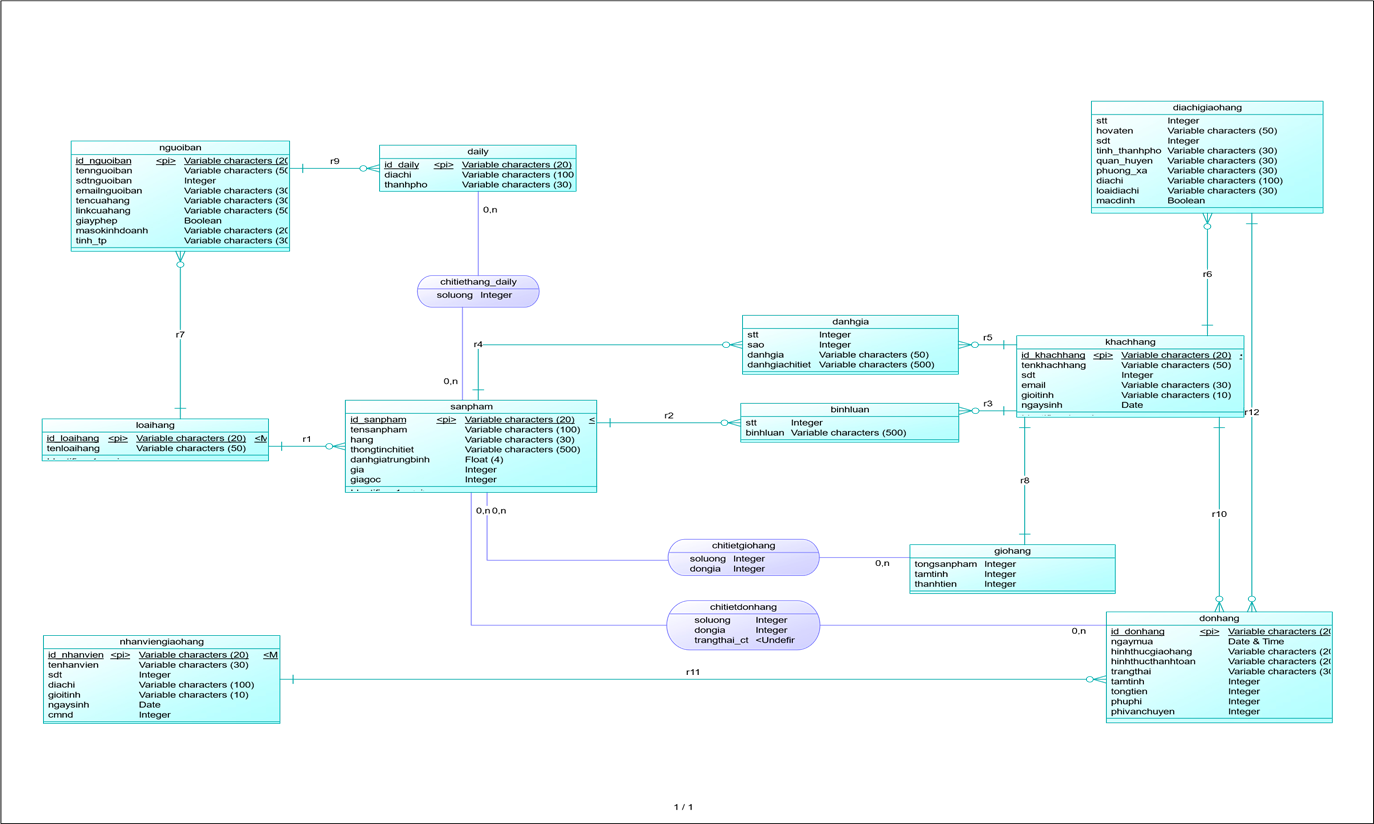 diachigiaohang
stt Integer
hovaten Variable characters (50)
sdt Integer
tinh_thanhpho Variable characters (30)
quan_huyen Variable characters (30)
phuong_xa Variable characters (30)
diachi Variable characters (100)
loaidiachi Variable characters (30)
macdinh Boolean
nguoiban
id_nguoiban <pi> Variable characters (20
tennguoiban Variable characters (50
sdtnguoiban Integer
emailnguoiban Variable characters (30
tencuahang Variable characters (30
linkcuahang Variable characters (50
giayphep Boolean
masokinhdoanh Variable characters (20
tinh_tp Variable characters (30
r9
daily
id_daily <pi> Variable characters (20)
diachi Variable characters (100
thanhpho Variable characters (30)
0,n
chitiethang_daily
soluong Integer
r6
r7
r4
0,n
danhgia
stt Integer
sao Integer
danhgia Variable characters (50)
danhgiachitiet Variable characters (500)
r5
khachhang
id_khachhang <pi> Variable characters (20)
tenkhachhang Variable characters (50)
sdt Integer
email Variable characters (30)
gioitinh Variable characters (10)
ngaysinh Date
r3
r12
binhluan
stt Integer
binhluan Variable characters (500)
r2
sanpham
id_sanpham <pi> Variable characters (20) <
tensanpham Variable characters (100)
hang Variable characters (30)
thongtinchitiet Variable characters (500)
danhgiatrungbinh Float (4)
gia Integer
giagoc Integer
loaihang
id_loaihang <pi> Variable characters (20) <M
tenloaihang Variable characters (50)
r1
r8
0,n 0,n
r10
chitietgiohang
soluong Integer
dongia Integer
0,n
giohang
tongsanpham Integer
tamtinh Integer
thanhtien Integer
chitietdonhang
soluong Integer
dongia Integer
trangthai_ct <Undefir
0,n
donhang
id_donhang <pi> Variable characters (20
ngaymua Date & Time
hinhthucgiaohang Variable characters (20
hinhthucthanhtoan Variable characters (20
trangthai Variable characters (30
tamtinh Integer
tongtien Integer
phuphi Integer
phivanchuyen Integer
nhanviengiaohang
id_nhanvien <pi> Variable characters (20) <M
tenhanvien Variable characters (30)
sdt Integer
diachi Variable characters (100)
gioitinh Variable characters (10)
ngaysinh Date
cmnd Integer
r11
1 / 1